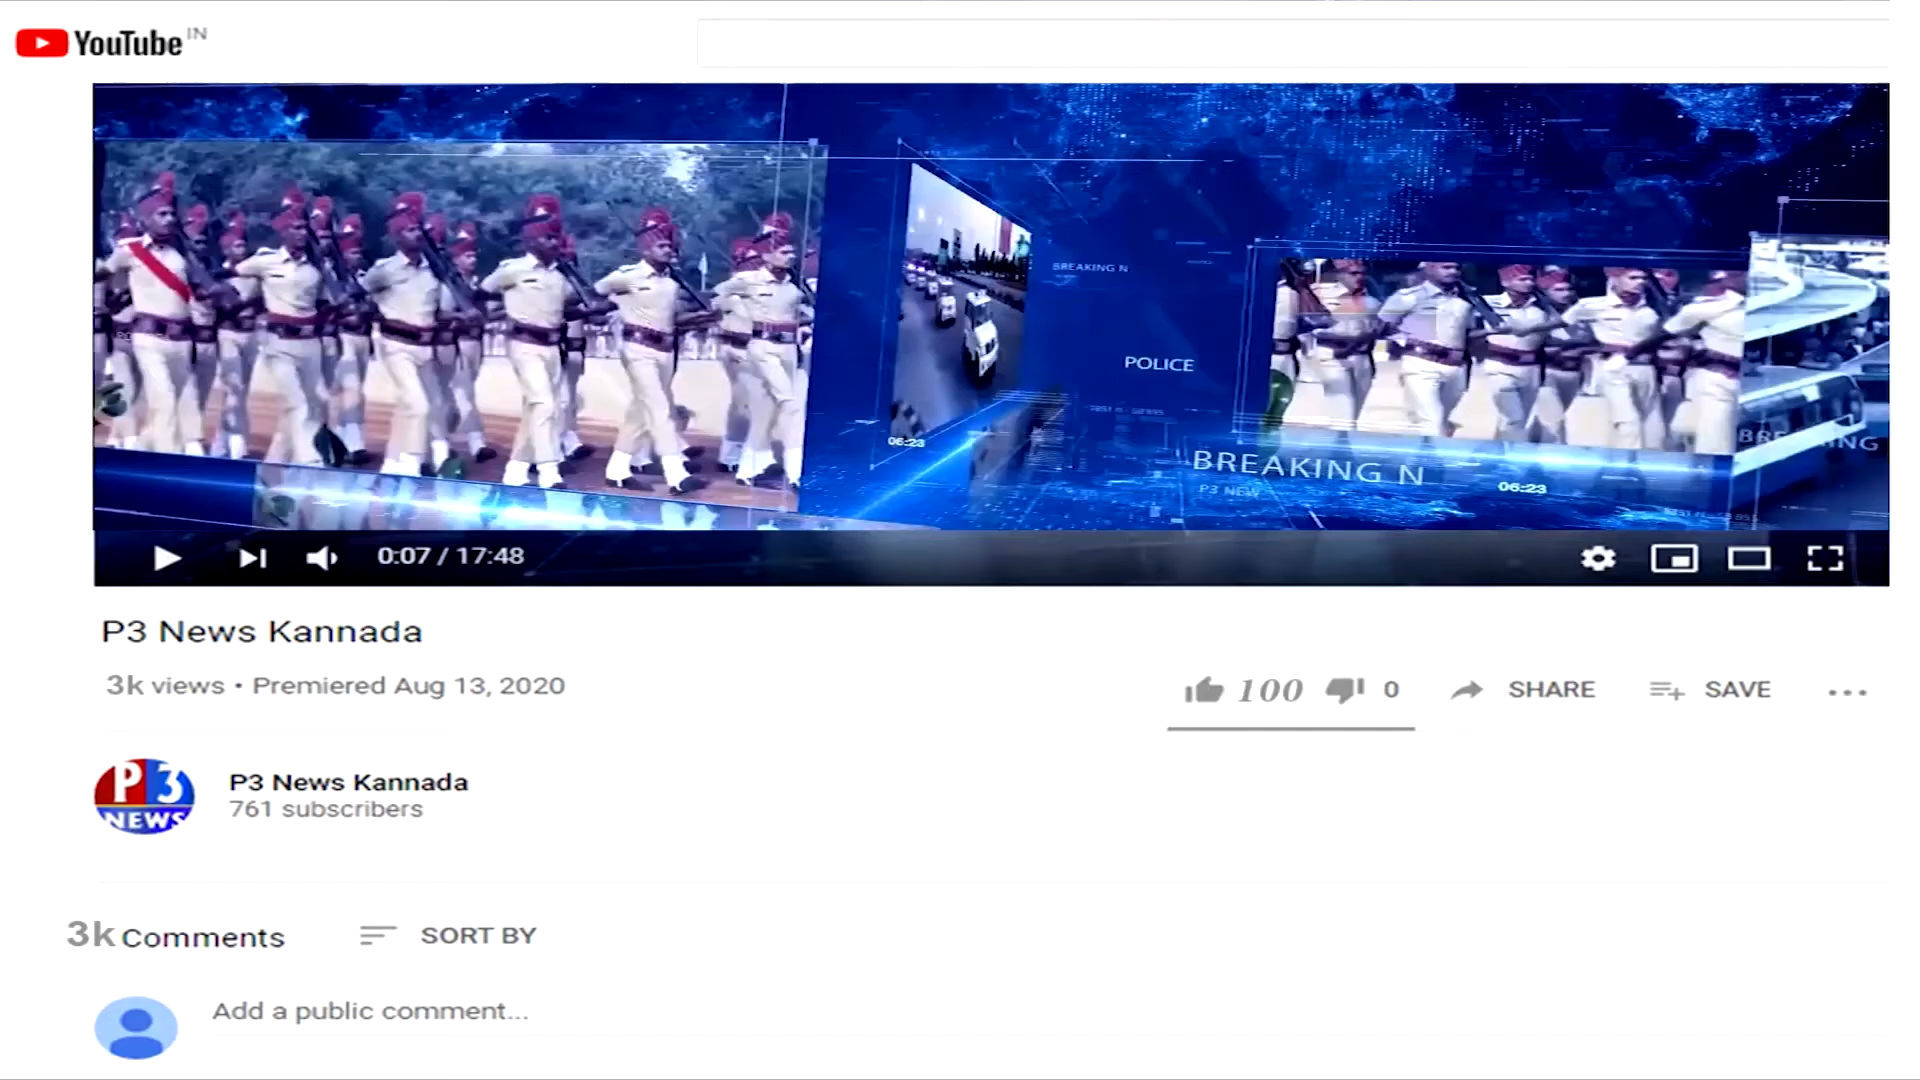 YouTube IN
BREAKING N
POLICE
06:23
BREAKING N
P3 NEW
06:23
0:07 / 17:48
P3 News Kannada
3k views • Premiered Aug 13, 2020
100 0 SHARE SAVE
P3 NEWS
P3 News Kannada
761 subscribers
3k Comments SORT BY
Add a public comment...